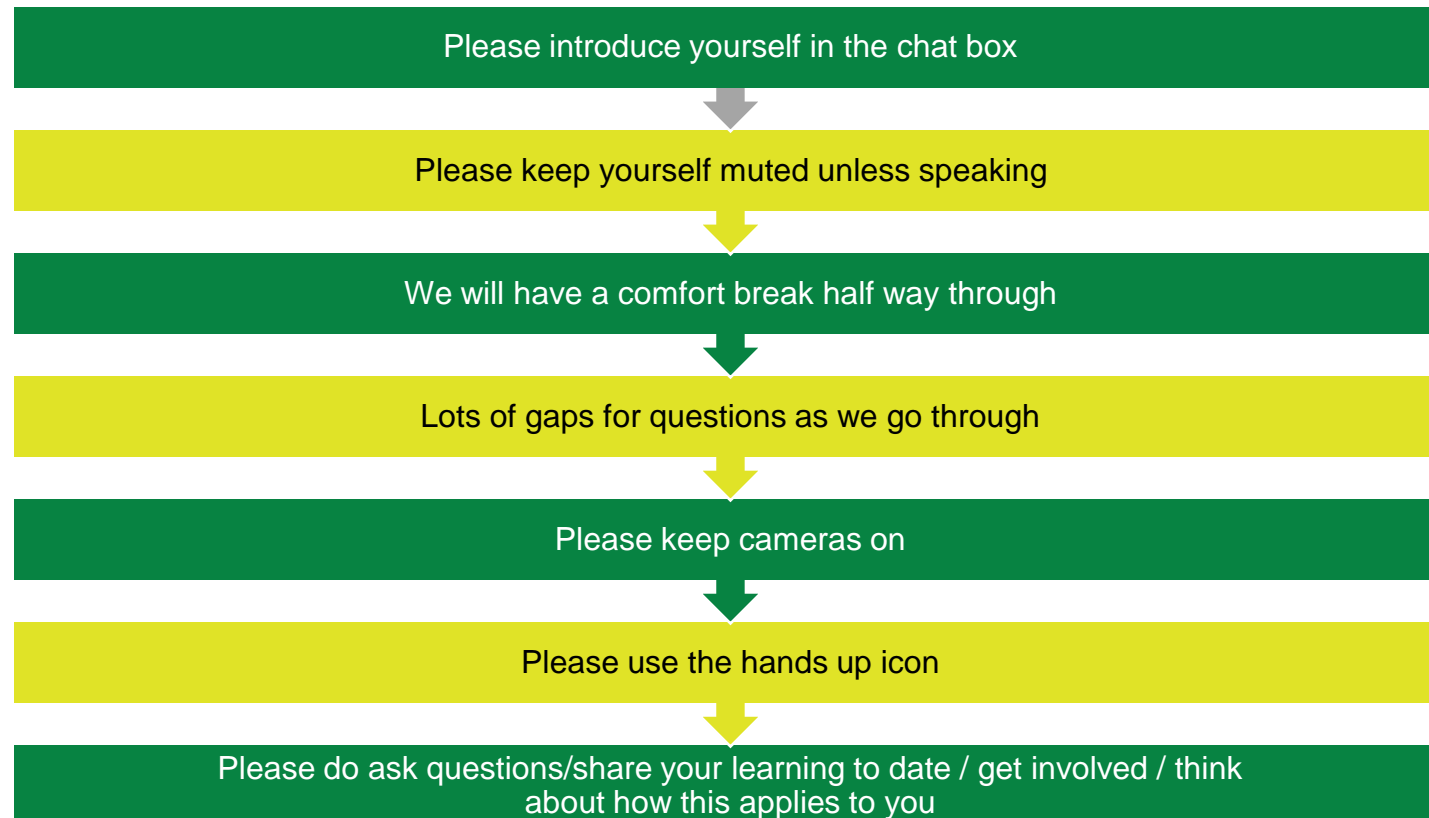 Please introduce yourself in the chat box
Please keep yourself muted unless speaking
We will have a comfort break half way through
Lots of gaps for questions as we go through
Please keep cameras on
Please use the hands up icon
Please do ask questions/share your learning to date / get involved / think
about how this applies to you